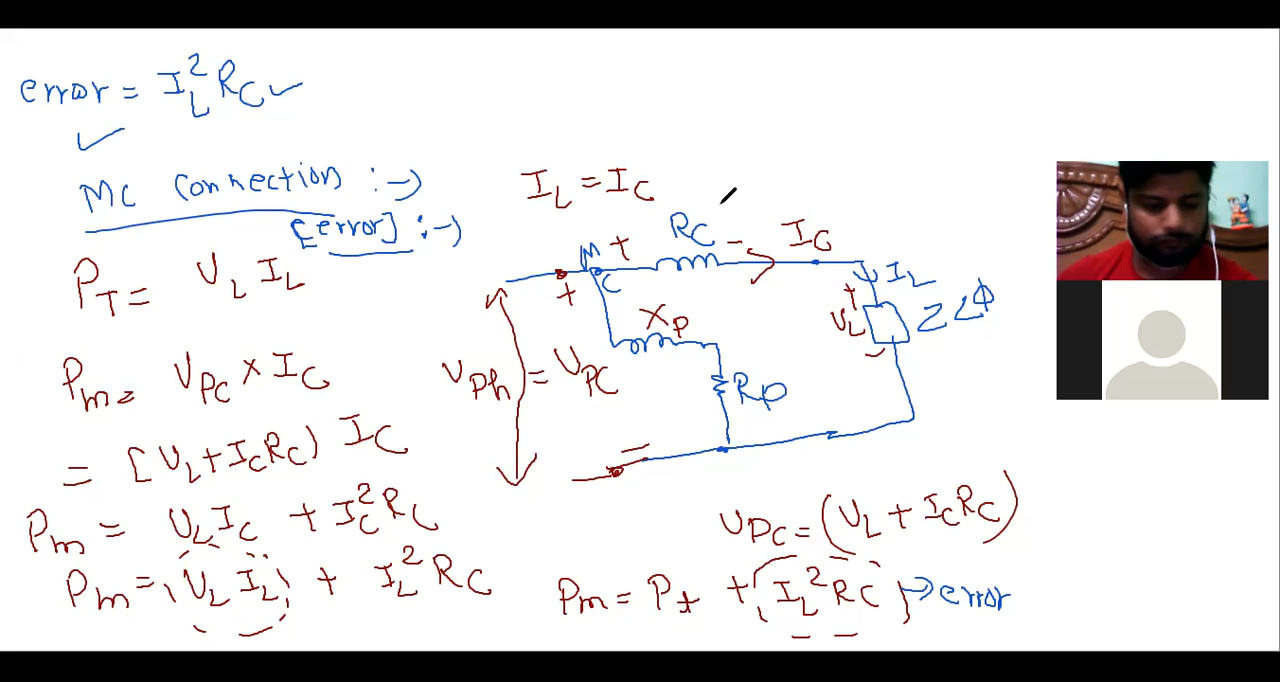 error = I_L^2 R_C ✓
✓
MC Connection :→
[error] :→
P_T = V_L I_L
P_m = V_PC × I_C
= [V_L + I_C R_C) I_C
P_m = V_L I_C + I_C^2 R_C
P_m = V_L I_L + I_L^2 R_C
I_L = I_C
R_C
M + - I_C
+ C
I_L
X_P
+
V_L
-
Z∠Φ
V_Ph = V_PC
R_P
-
V_PC = (V_L + I_C R_C)
P_m = P_t + I_L^2 R_C → error